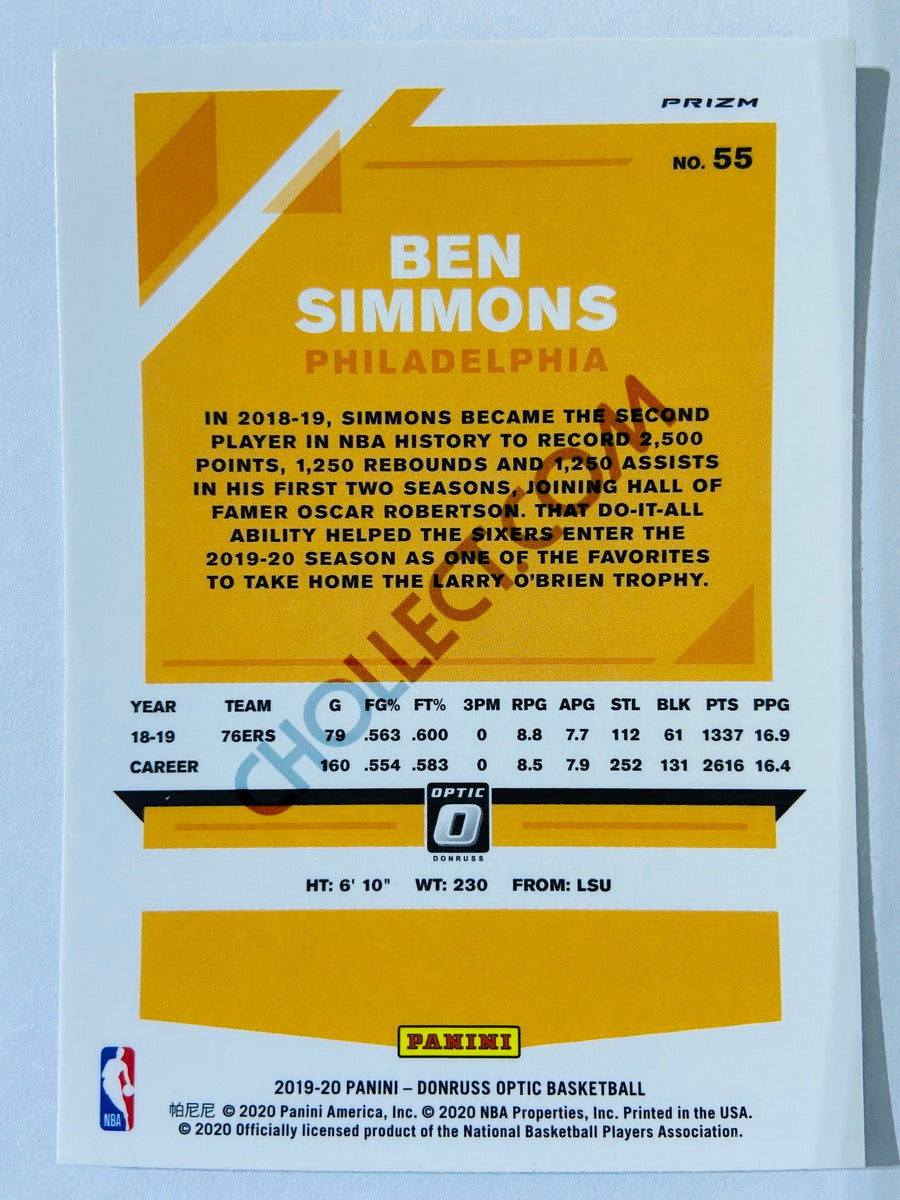 PRIZM
NO. 55
BEN
SIMMONS
PHILADELPHIA
IN 2018-19, SIMMONS BECAME THE SECOND
PLAYER IN NBA HISTORY TO RECORD 2,500
POINTS, 1,250 REBOUNDS AND 1,250 ASSISTS
IN HIS FIRST TWO SEASONS, JOINING HALL OF
FAMER OSCAR ROBERTSON. THAT DO-IT-ALL
ABILITY HELPED THE SIXERS ENTER THE
2019-20 SEASON AS ONE OF THE FAVORITES
TO TAKE HOME THE LARRY O'BRIEN TROPHY.
CHOLLECT.COM
YEAR TEAM G FG% FT% 3PM RPG APG STL BLK PTS PPG
18-19 76ERS 79 .563 .600 0 8.8 7.7 112 61 1337 16.9
CAREER 160 .554 .583 0 8.5 7.9 252 131 2616 16.4
OPTIC
O
DONRUSS
HT: 6' 10" WT: 230 FROM: LSU
PANINI
NBA
2019-20 PANINI – DONRUSS OPTIC BASKETBALL
帕尼尼 © 2020 Panini America, Inc. © 2020 NBA Properties, Inc. Printed in the USA.
© 2020 Officially licensed product of the National Basketball Players Association.